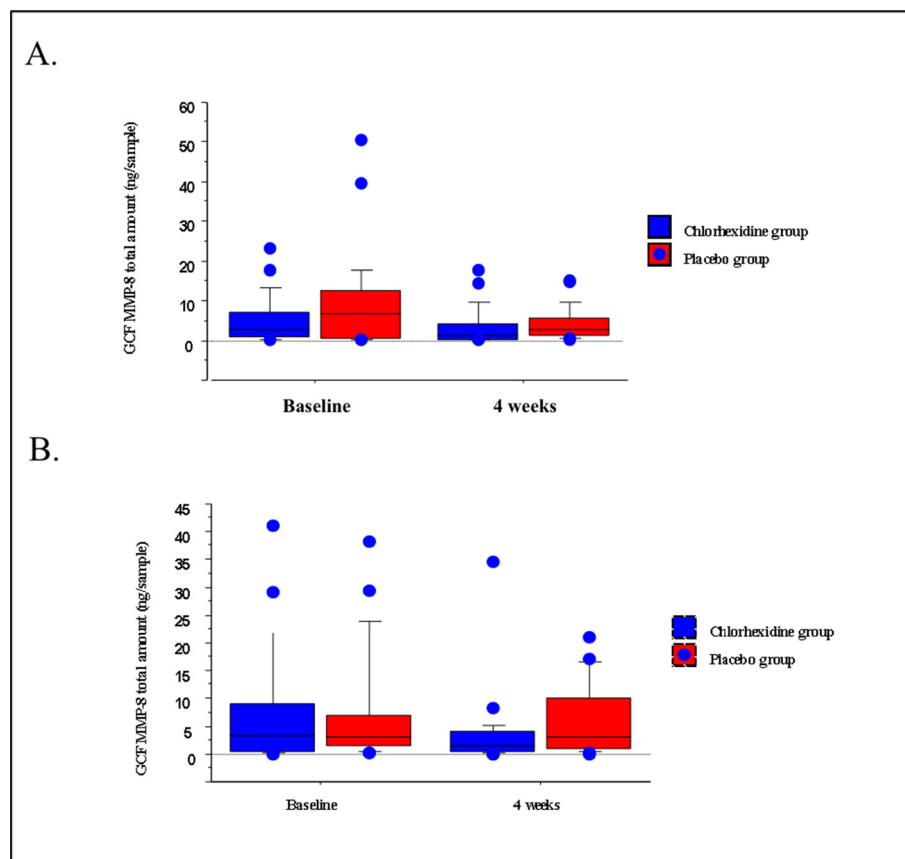 A.
GCF MMP-8 total amount (ng/sample)
60
50
40
30
20
10
0
10
Baseline
4 weeks
Chlorhexidine group
Placebo group
B.
GCF MMP-8 total amount (ng/sample)
45
40
35
30
25
20
15
10
5
0
Baseline
4 weeks
Chlorhexidine group
Placebo group